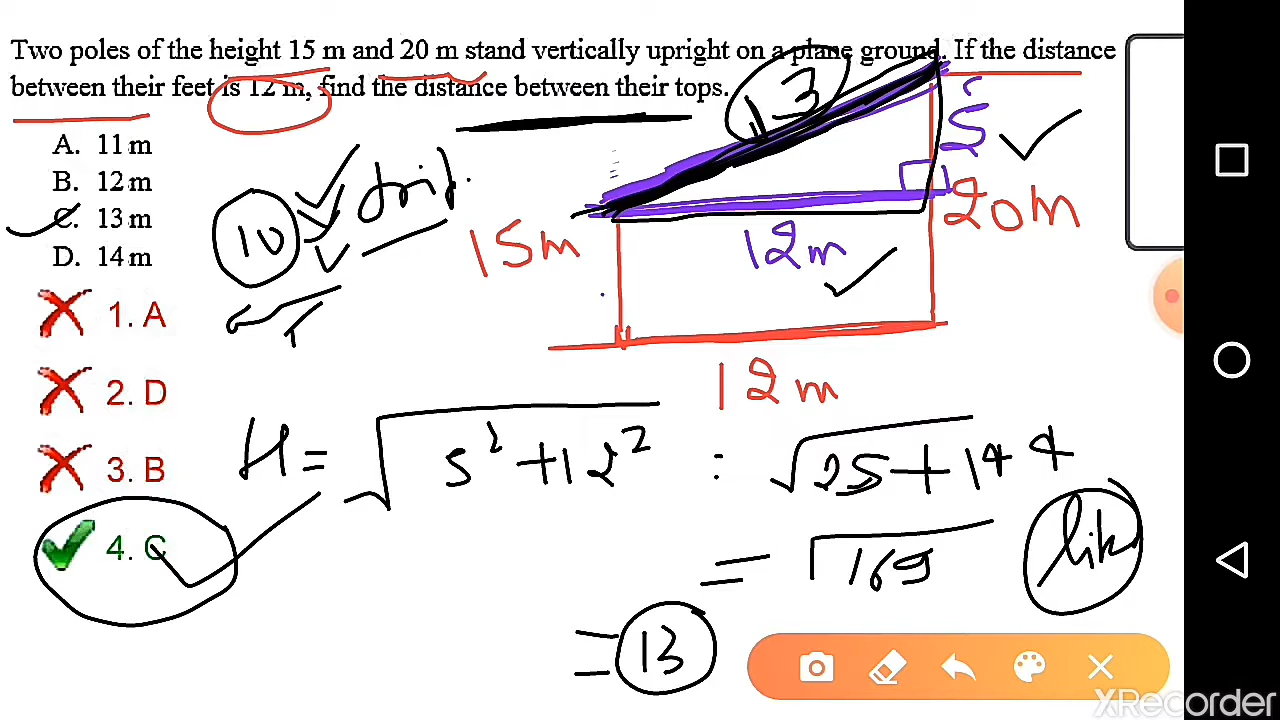 Two poles of the height 15 m and 20 m stand vertically upright on a plane ground. If the distance
between their feet is 12 m, find the distance between their tops.
A. 11 m
B. 12 m
C. 13 m
D. 14 m
1. A
2. D
3. B
4. C
10
13
5
15m
12m
20m
12m
H = √5²+12² : √25+144
= √169
= 13
like
XRecorder